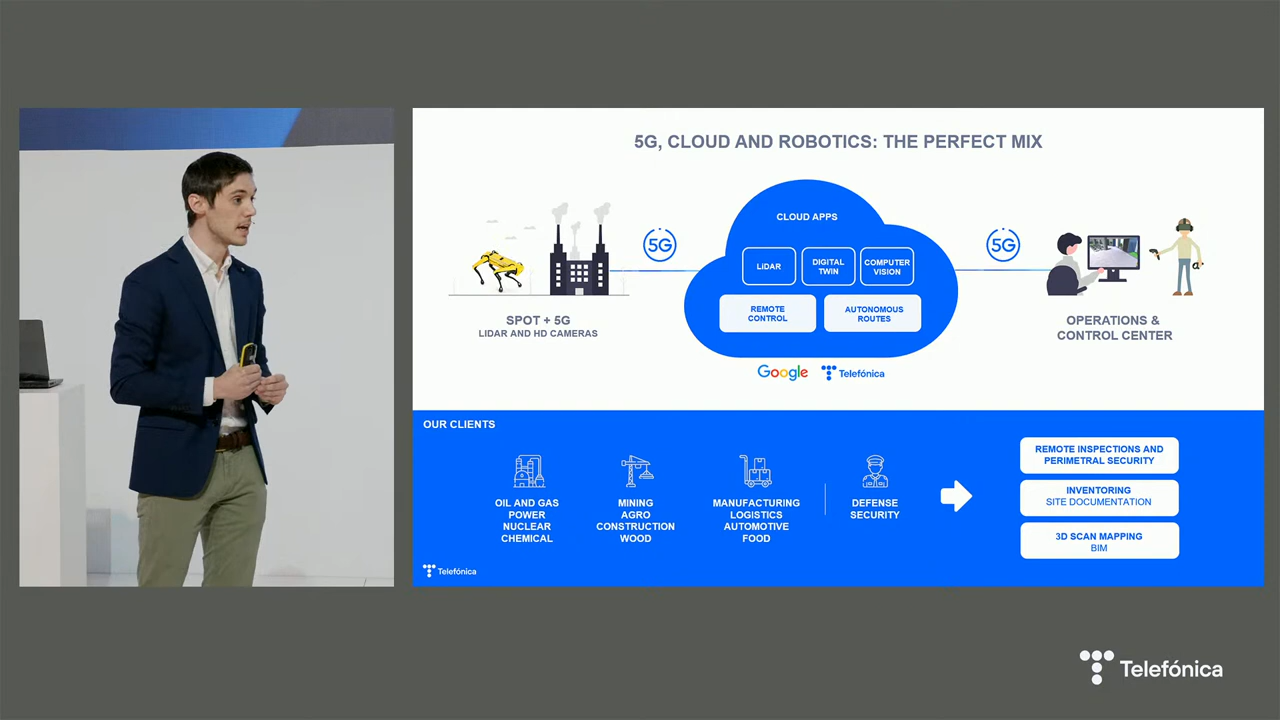 5G, CLOUD AND ROBOTICS: THE PERFECT MIX
CLOUD APPS
5G
5G
LiDAR
DIGITAL
TWIN
COMPUTER
VISION
REMOTE
CONTROL
AUTONOMOUS
ROUTES
SPOT + 5G
LIDAR AND HD CAMERAS
OPERATIONS &
CONTROL CENTER
Google
Telefónica
OUR CLIENTS
OIL AND GAS
POWER
NUCLEAR
CHEMICAL
MINING
AGRO
CONSTRUCTION
WOOD
MANUFACTURING
LOGISTICS
AUTOMOTIVE
FOOD
DEFENSE
SECURITY
REMOTE INSPECTIONS AND
PERIMETRAL SECURITY
INVENTORING
SITE DOCUMENTATION
3D SCAN MAPPING
BIM
Telefónica
Telefónica